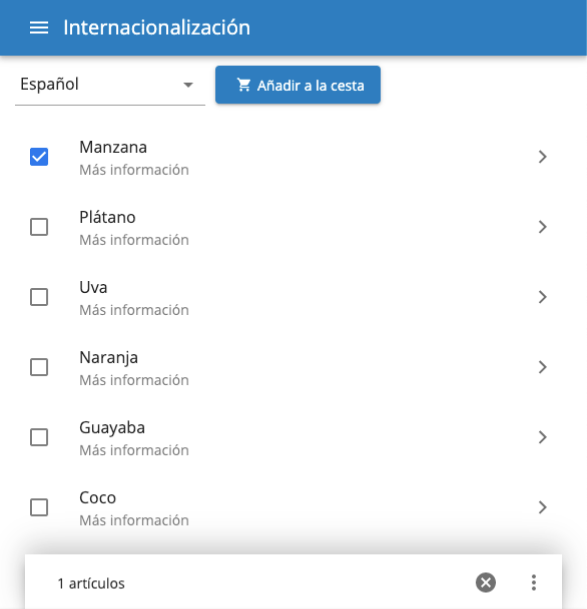 Internacionalización
Español
Añadir a la cesta
Manzana
Más información
Plátano
Más información
Uva
Más información
Naranja
Más información
Guayaba
Más información
Coco
Más información
1 artículos